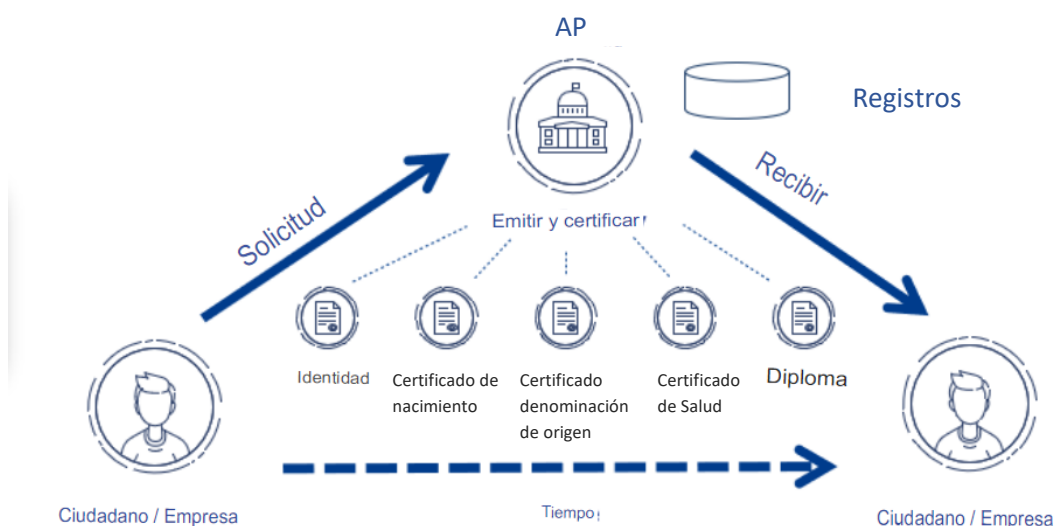 AP
Registros
Solicitud
Recibir
Emitir y certificar
Identidad
Certificado de
nacimiento
Certificado
denominación
de origen
Certificado
de Salud
Diploma
Ciudadano / Empresa
Tiempo
Ciudadano / Empresa